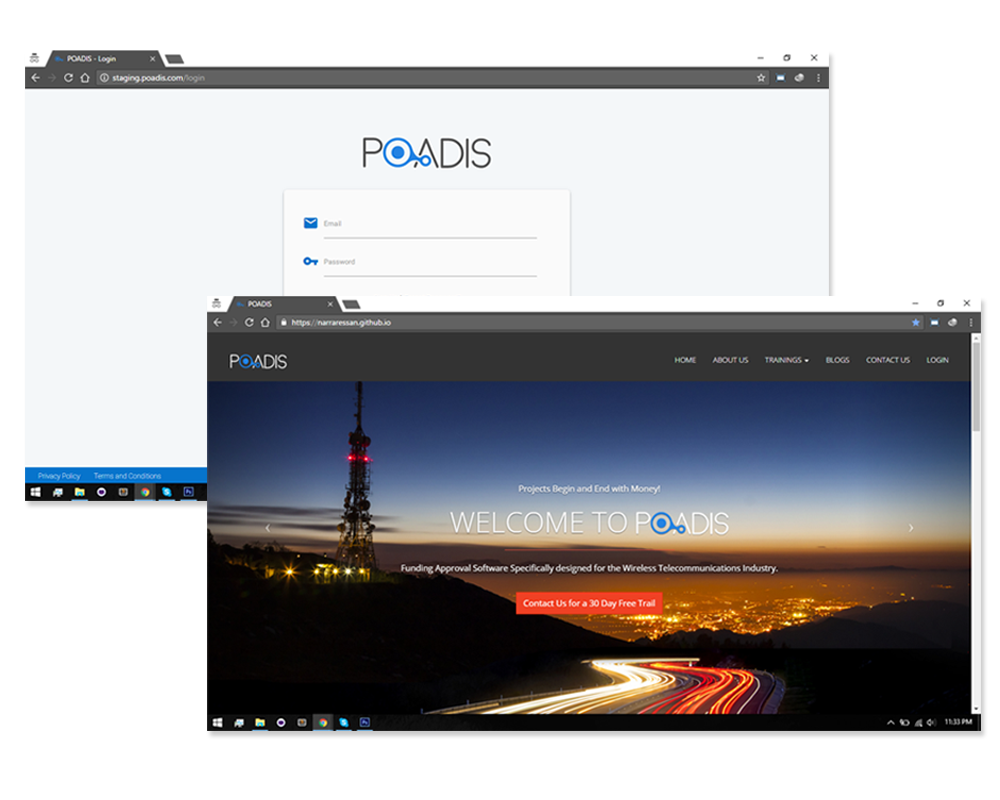 POADIS - Login
staging.poadis.com/login
POADIS
Email
Password
Privacy Policy Terms and Conditions
POADIS
https://narraressan.github.io
POADIS
HOME ABOUT US TRAININGS BLOGS CONTACT US LOGIN
Projects Begin and End with Money!
WELCOME TO POADIS
Funding Approval Software Specifically designed for the Wireless Telecommunications Industry.
Contact Us for a 30 Day Free Trail
11:33 PM